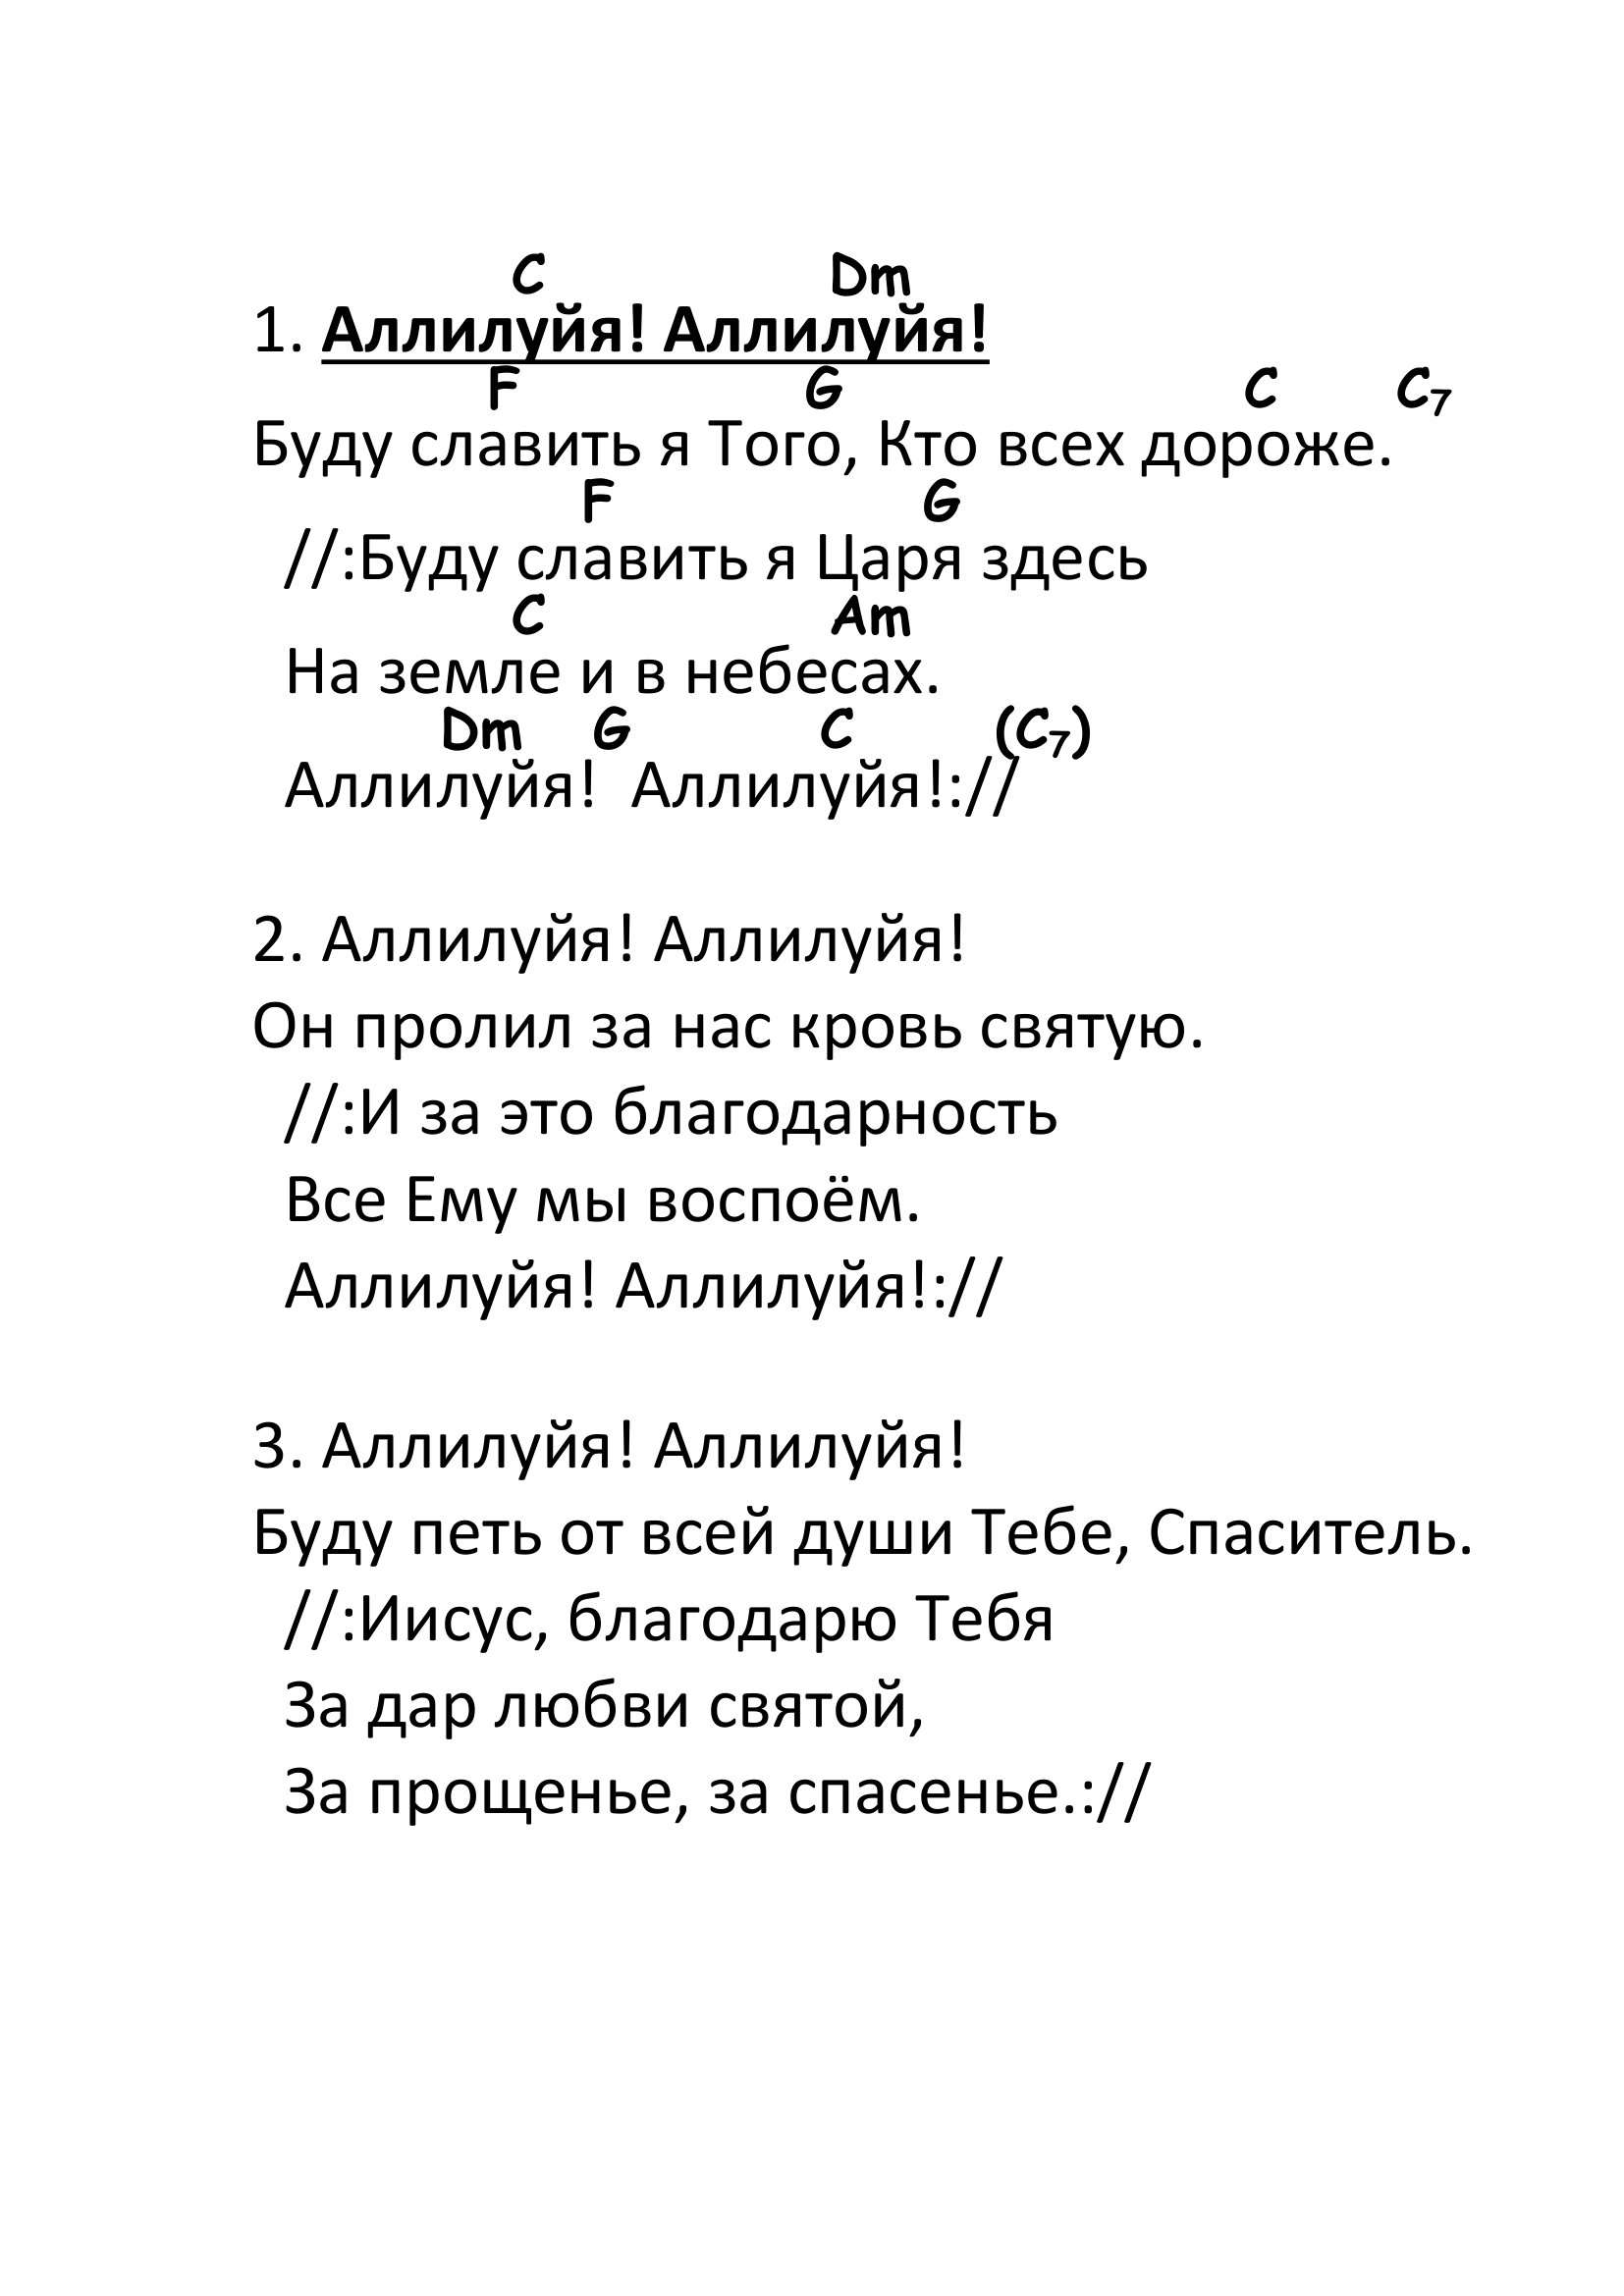 C Dm
1. Аллилуйя! Аллилуйя!
F G C C7
Буду славить я Того, Кто всех дороже.
F G
//:Буду славить я Царя здесь
C Am
На земле и в небесах.
Dm G C (C7)
Аллилуйя! Аллилуйя!://
2. Аллилуйя! Аллилуйя!
Он пролил за нас кровь святую.
//:И за это благодарность
Все Ему мы воспоём.
Аллилуйя! Аллилуйя!://
3. Аллилуйя! Аллилуйя!
Буду петь от всей души Тебе, Спаситель.
//:Иисус, благодарю Тебя
За дар любви святой,
За прощенье, за спасенье.://